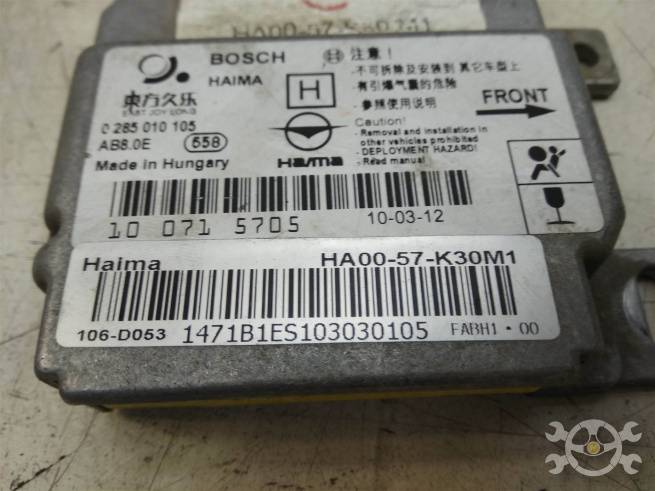 HA00-57-K30M1
BOSCH
HAIMA
东方久乐
EAST JOY LONG
0 285 010 105
AB8.0E 558
Made in Hungary
H
Haima
注意!
-不可拆除及安装到 其它车型上
-有引爆气囊的危险
-参照使用说明
Caution!
- Removal and installation in
other vehicles prohibited
- DEPLOYMENT HAZARD!
- Read manual
FRONT
10 071 5705
10-03-12
Haima HA00-57-K30M1
106-D053 1471B1ES103030105 FABH1·00